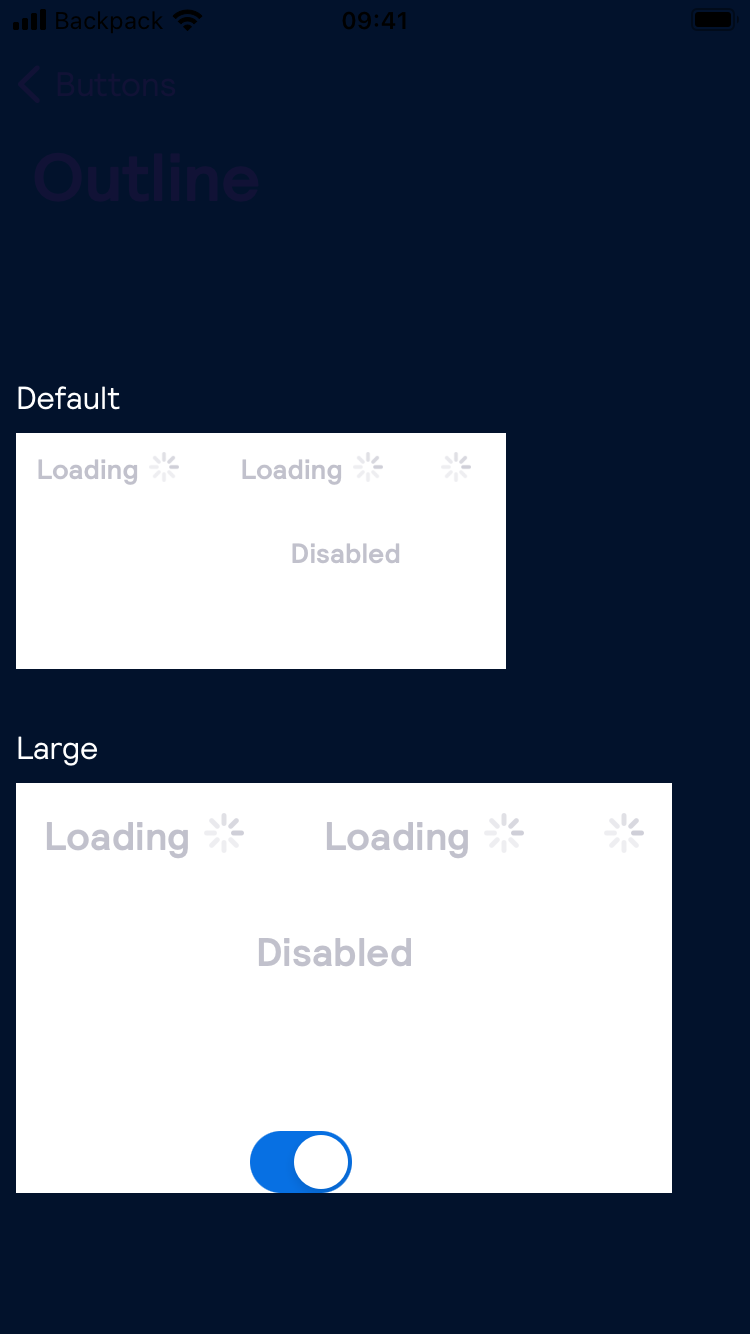 Backpack 09:41
Buttons
Outline
Default
Loading Loading
Disabled
Large
Loading Loading
Disabled